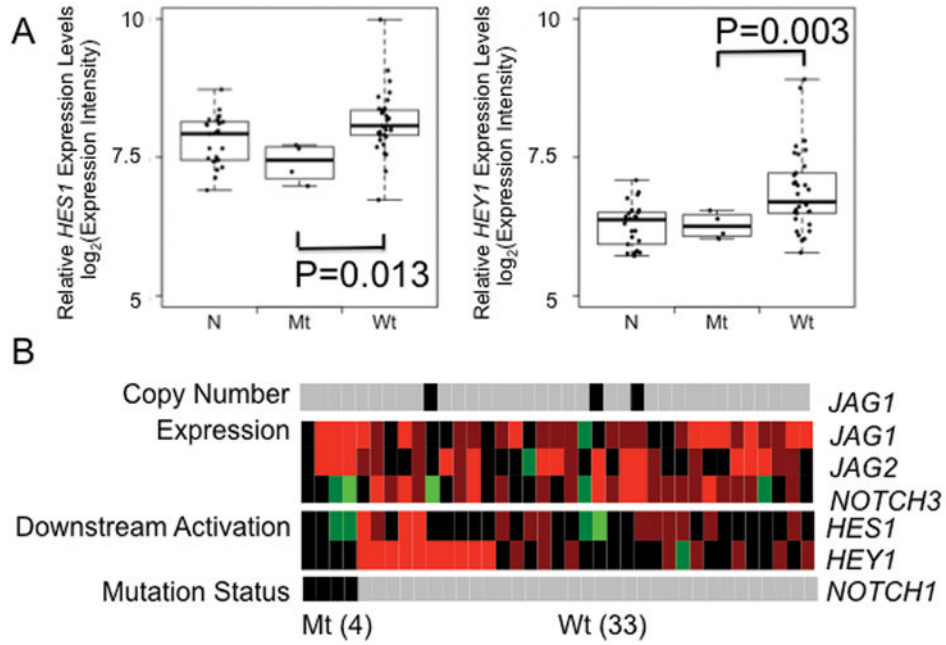 A
Relative HES1 Expression Levels
log2(Expression Intensity)
10
7.5
5
P=0.013
N Mt Wt
Relative HEY1 Expression Levels
log2(Expression Intensity)
10
7.5
5
P=0.003
N Mt Wt
B
Copy Number JAG1
Expression JAG1
JAG2
NOTCH3
Downstream Activation HES1
HEY1
Mutation Status NOTCH1
Mt (4) Wt (33)